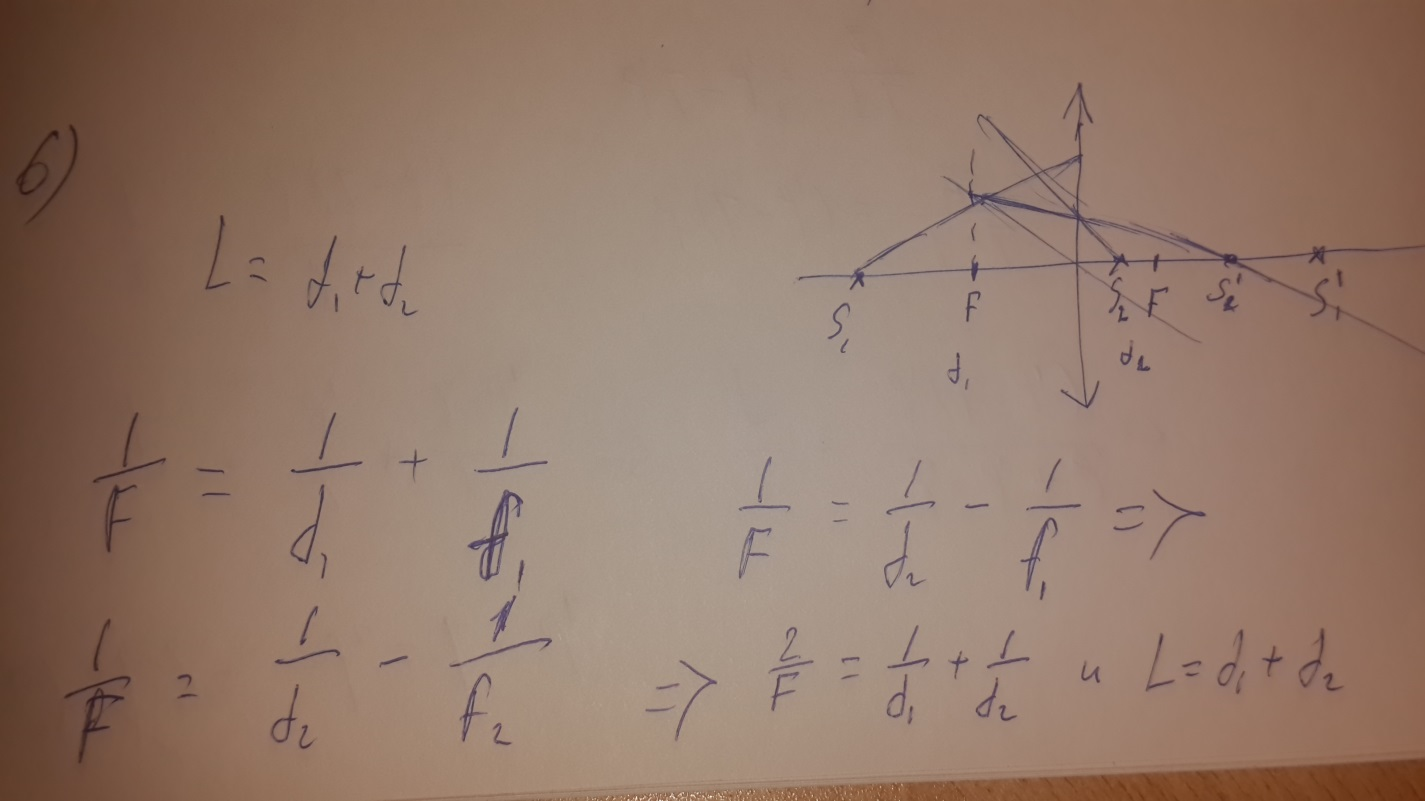 б)
L = d₁ + d₂
S₁ F S₂ F S₂' S₁'
d₁ d₂
1/F = 1/d₁ + 1/f₁
1/F = 1/d₂ - 1/f₁ =>
1/F = 1/d₂ - 1/f₂ => 2/F = 1/d₁ + 1/d₂ и L = d₁ + d₂